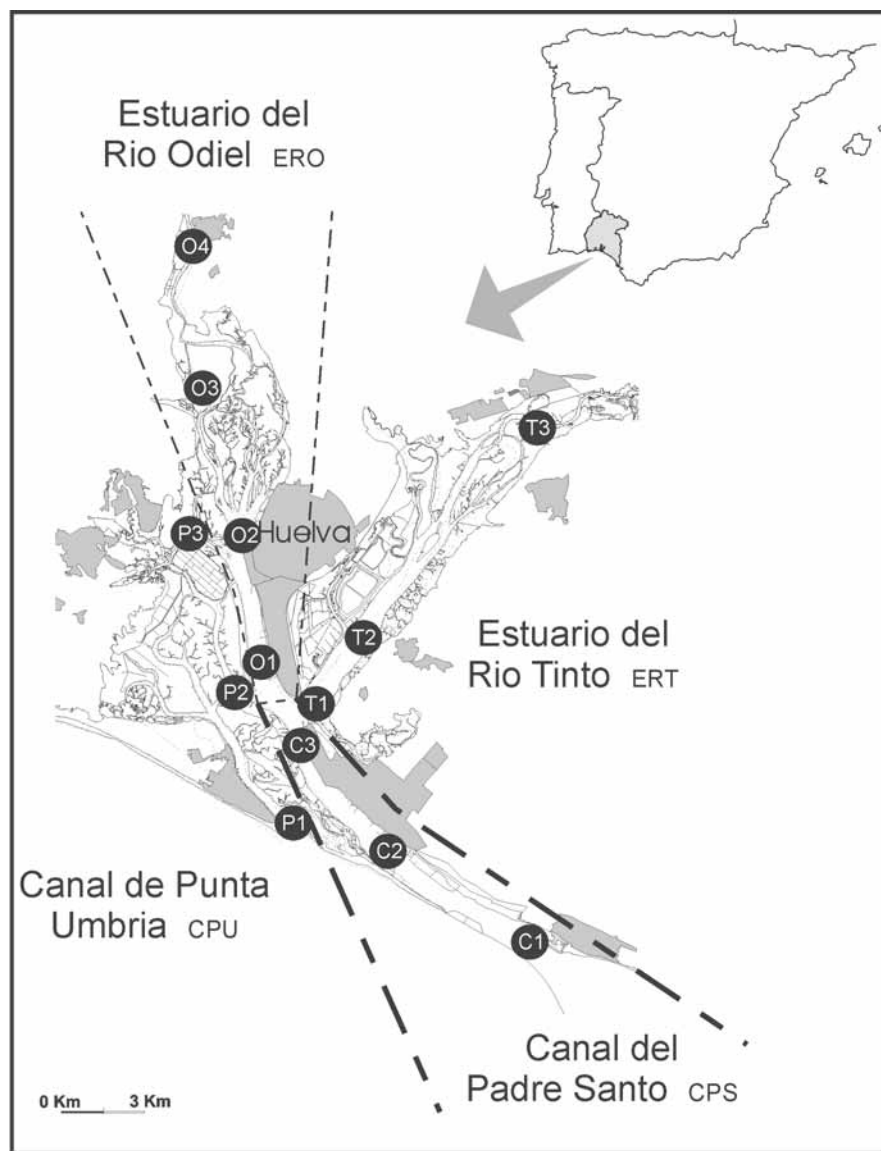 Estuario del
Rio Odiel ERO
O4
O3
T3
P3
O2
Huelva
T2
Estuario del
Rio Tinto ERT
O1
P2
T1
C3
P1
C2
Canal de Punta
Umbria CPU
C1
Canal del
Padre Santo CPS
0 Km
3 Km